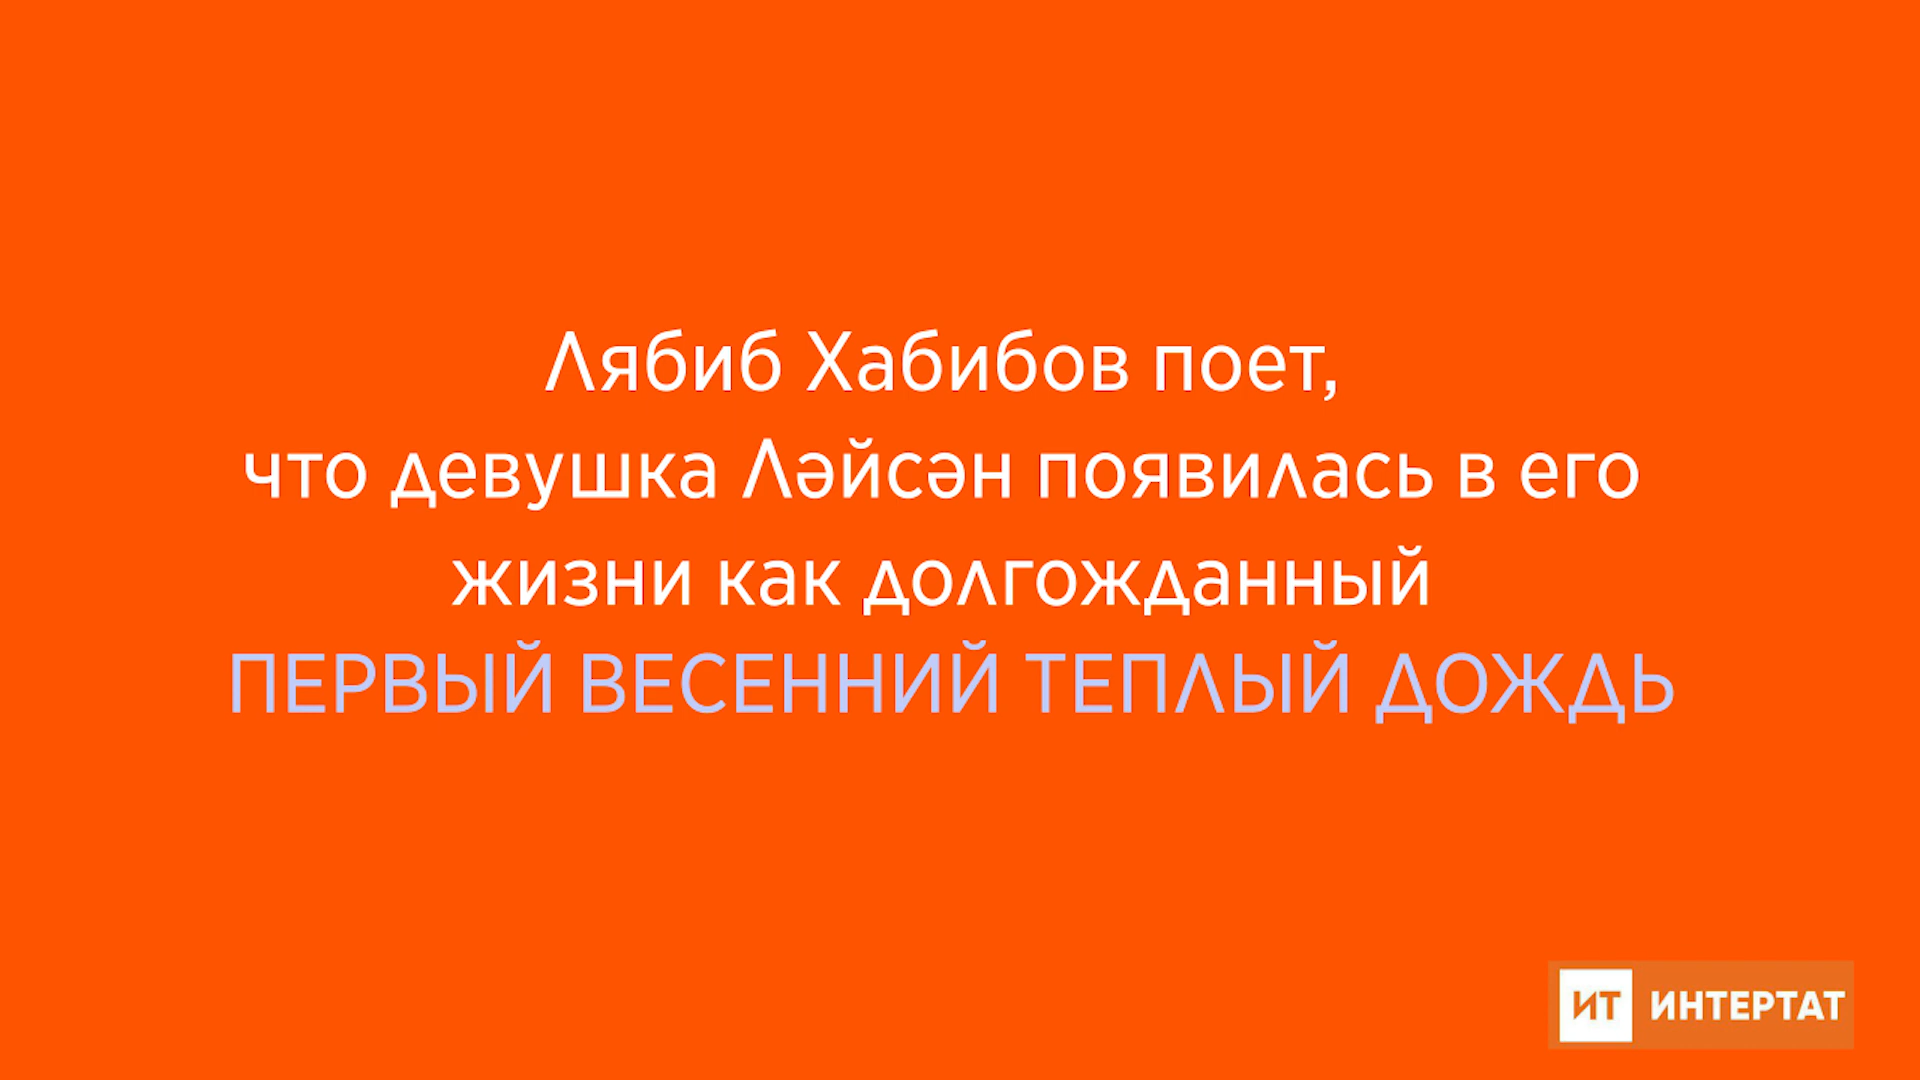 Лябиб Хабибов поет,
что девушка Ләйсән появилась в его
жизни как долгожданный
ПЕРВЫЙ ВЕСЕННИЙ ТЕПЛЫЙ ДОЖДЬ
ИТ ИНТЕРТАТ